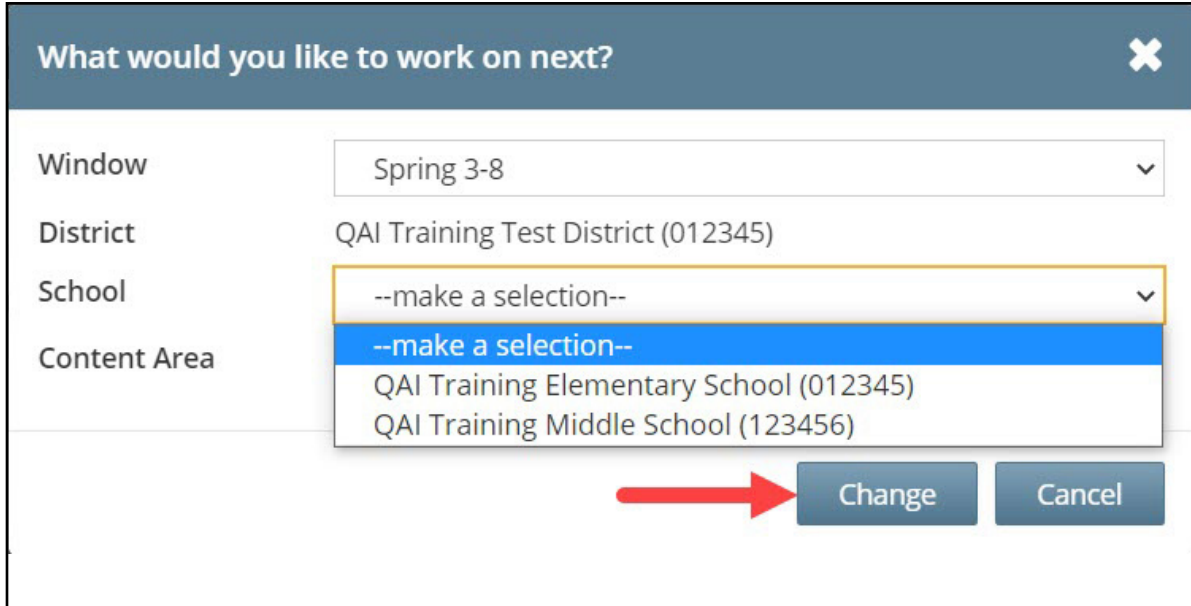 What would you like to work on next?
Window
Spring 3-8
District
QAI Training Test District (012345)
School
--make a selection--
--make a selection--
Content Area
QAI Training Elementary School (012345)
QAI Training Middle School (123456)
Change
Cancel